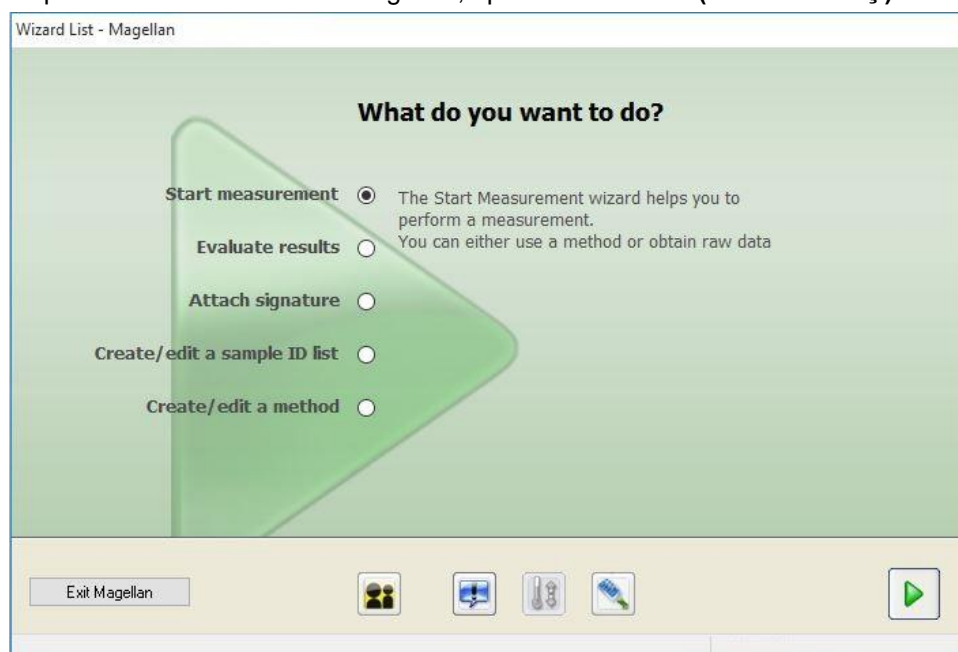 Wizard List - Magellan
What do you want to do?
Start measurement
The Start Measurement wizard helps you to
perform a measurement.
You can either use a method or obtain raw data
Evaluate results
Attach signature
Create/edit a sample ID list
Create/edit a method
Exit Magellan